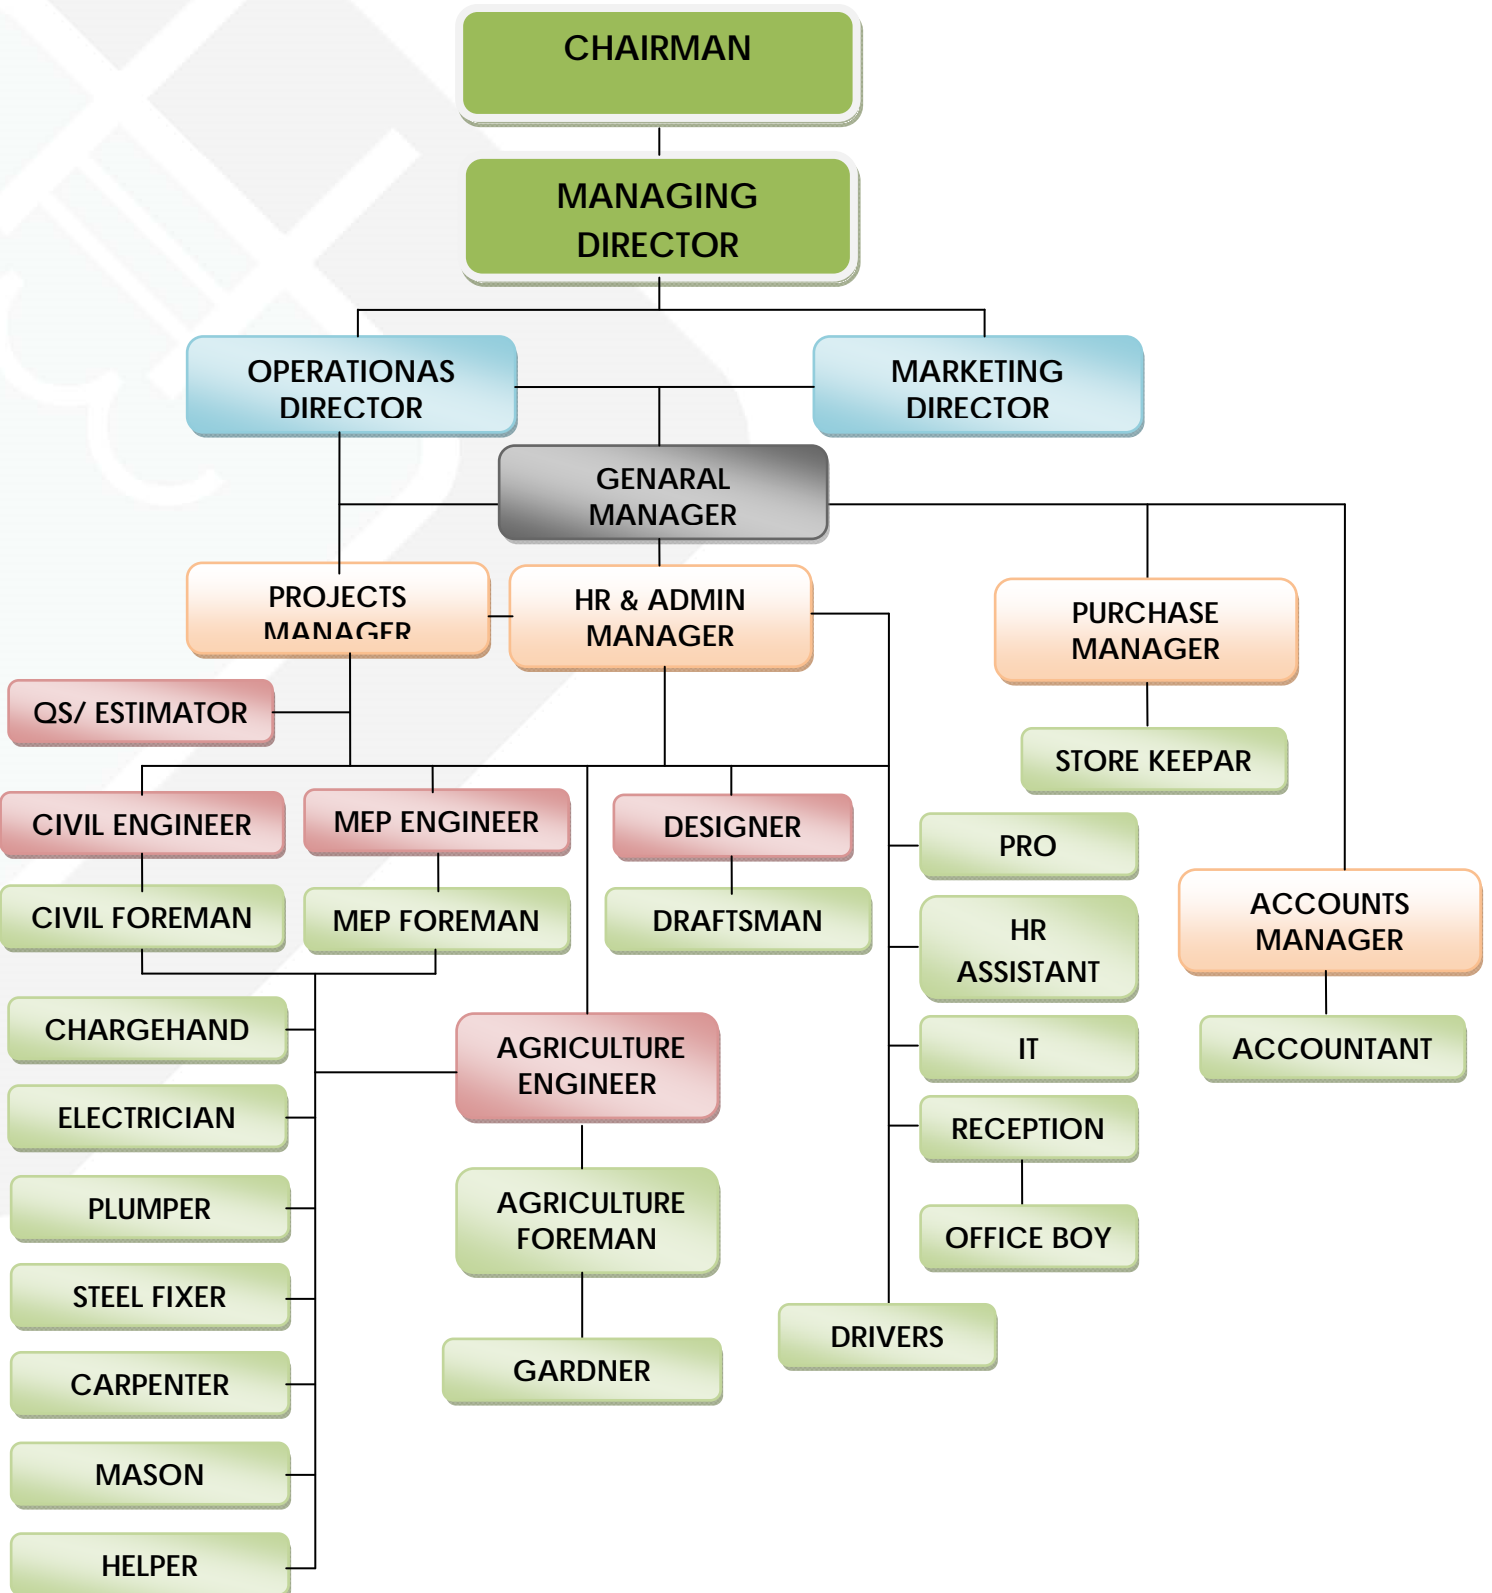 CHAIRMAN
MANAGING
DIRECTOR
OPERATIONAS
DIRECTOR
MARKETING
DIRECTOR
GENARAL
MANAGER
PROJECTS
MANAGER
HR & ADMIN
MANAGER
PURCHASE
MANAGER
QS/ ESTIMATOR
STORE KEEPAR
CIVIL ENGINEER
MEP ENGINEER
DESIGNER
PRO
CIVIL FOREMAN
MEP FOREMAN
DRAFTSMAN
HR
ASSISTANT
ACCOUNTS
MANAGER
CHARGEHAND
AGRICULTURE
ENGINEER
IT
ACCOUNTANT
ELECTRICIAN
RECEPTION
PLUMPER
AGRICULTURE
FOREMAN
OFFICE BOY
STEEL FIXER
DRIVERS
CARPENTER
GARDNER
MASON
HELPER